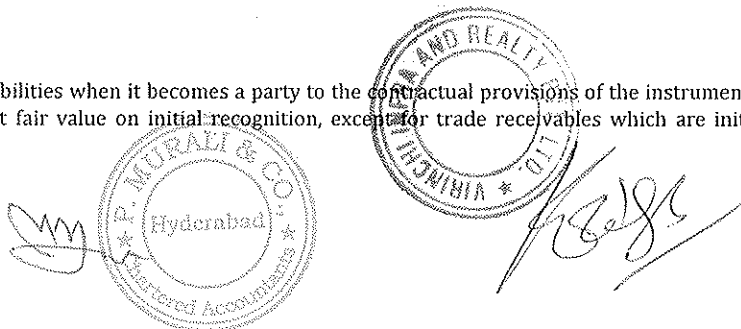 VIRINCHI INFRA AND REALTY LTD.
bilities when it becomes a party to the contractual provisions of the instrumen
t fair value on initial recognition, except for trade receivables which are init
P. MURALI & CO.,
Hyderabad
Chartered Accountants